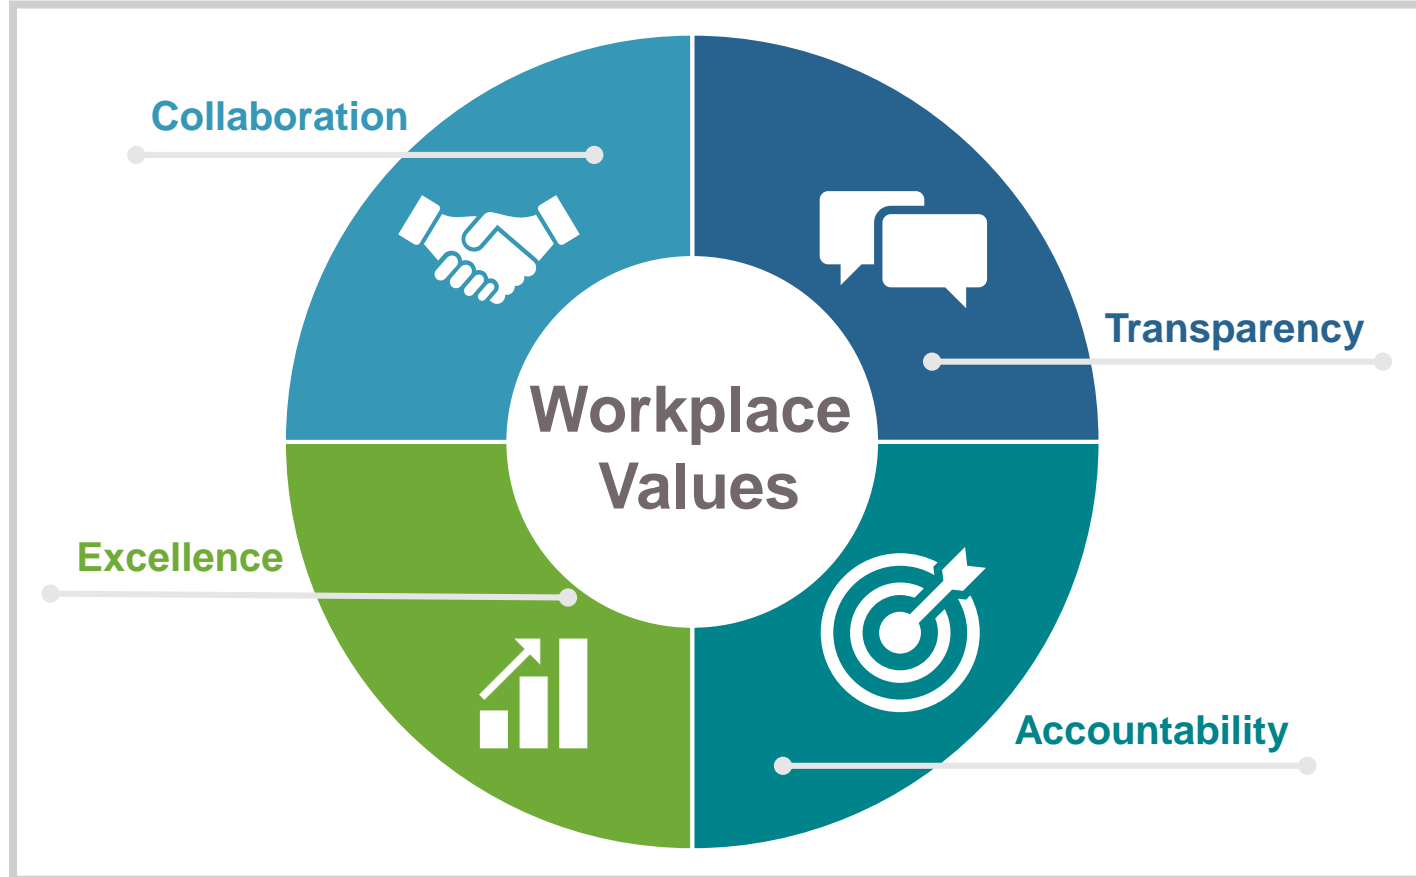 Collaboration
Transparency
Workplace
Values
Excellence
Accountability